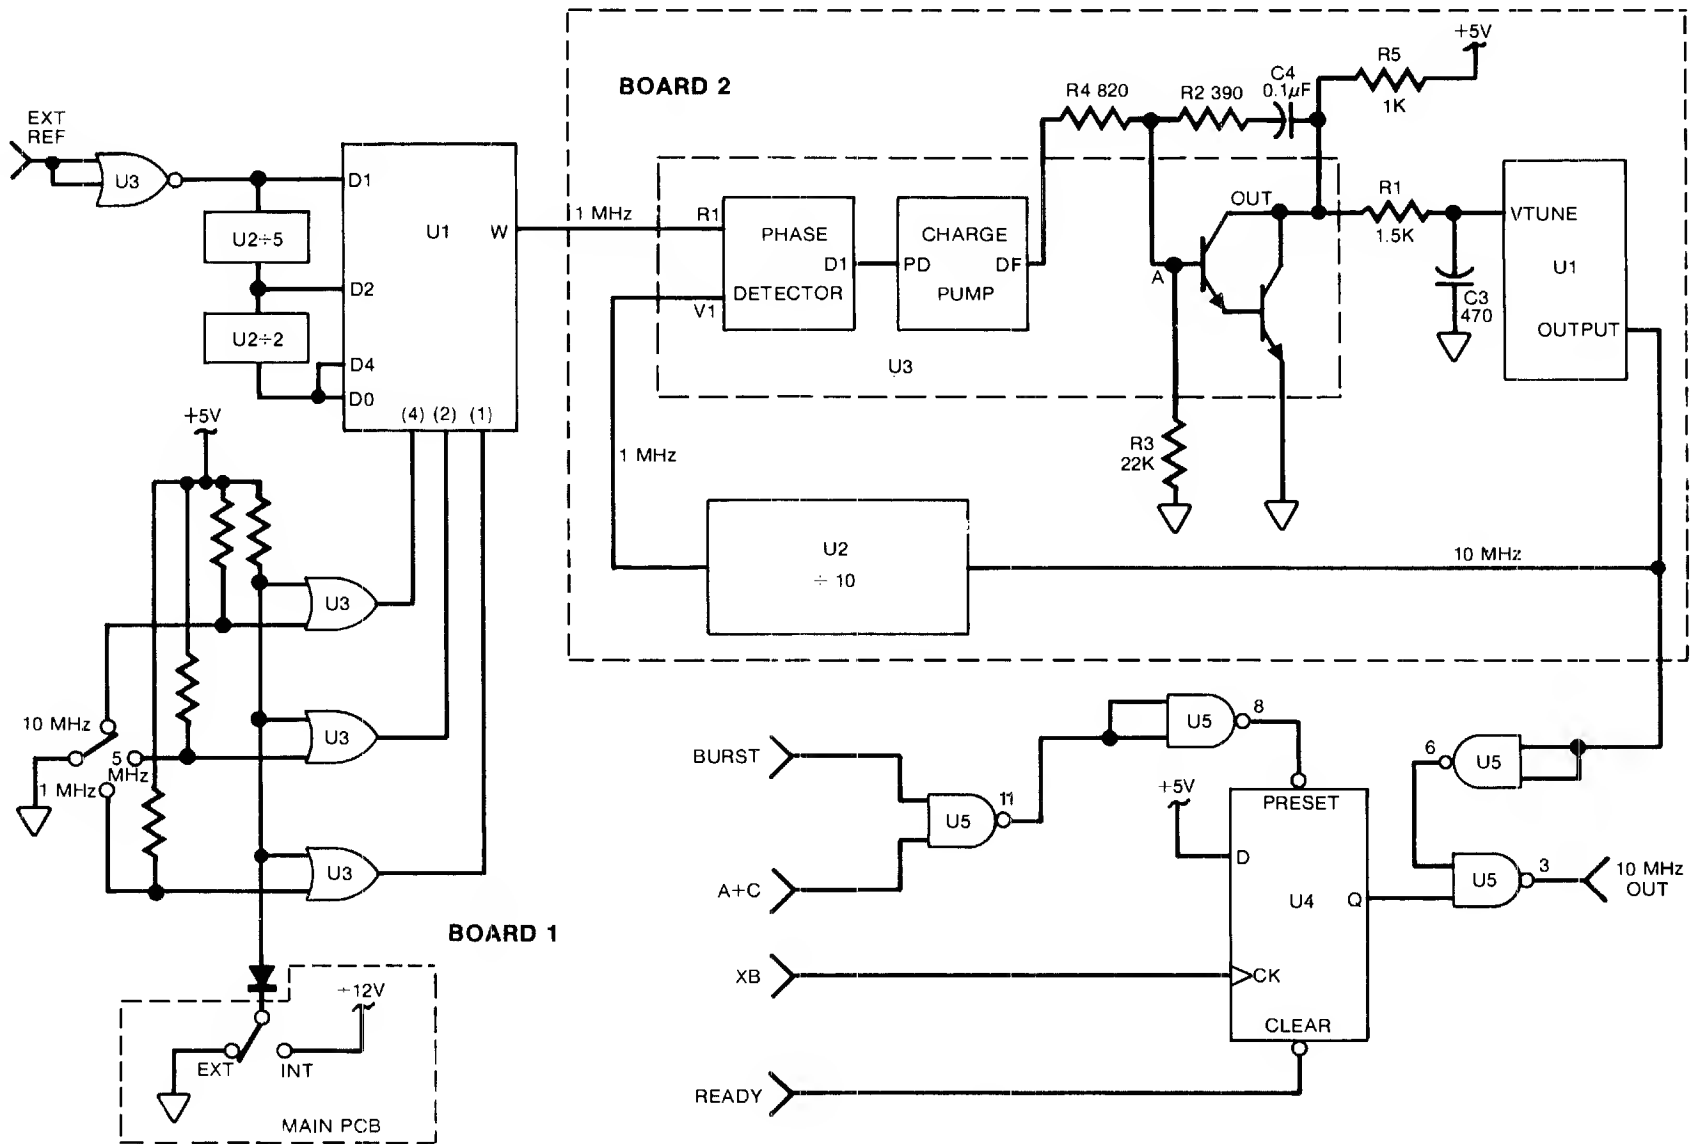 BOARD 2
+5V
R5
1K
C4
0.1µF
R4 820
R2 390
EXT
REF
U3
D1
U2÷5
D2
U2÷2
D4
D0
U1
W
(4) (2) (1)
1 MHz
R1
PHASE
D1
DETECTOR
V1
CHARGE
PD
DF
PUMP
U3
OUT
A
R1
1.5K
C3
470
R3
22K
VTUNE
U1
OUTPUT
1 MHz
U2
÷ 10
10 MHz
+5V
U3
U3
U3
10 MHz
5
MHz
1 MHz
BOARD 1
+12V
EXT
INT
MAIN PCB
BURST
A+C
XB
READY
U5
11
U5
8
+5V
PRESET
D
U4
Q
CK
CLEAR
6
U5
U5
3
10 MHz
OUT